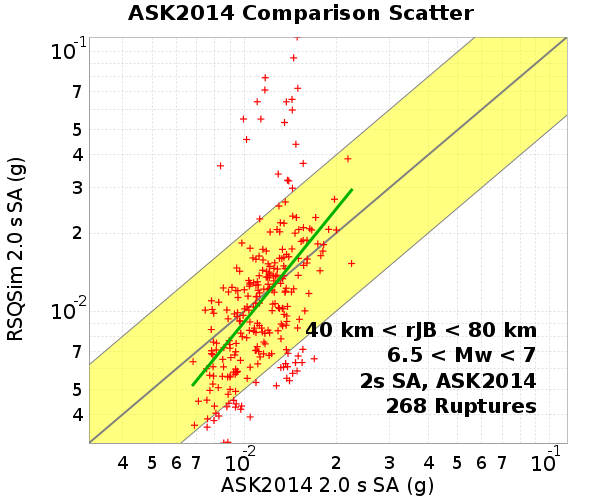 ASK2014 Comparison Scatter
10-1
7
5
4
3
2
10-2
7
5
4
RSQSim 2.0 s SA (g)
40 km < rJB < 80 km
6.5 < Mw < 7
2s SA, ASK2014
268 Ruptures
4 5 6 7 10-2 2 3 4 5 6 7 10-1
ASK2014 2.0 s SA (g)